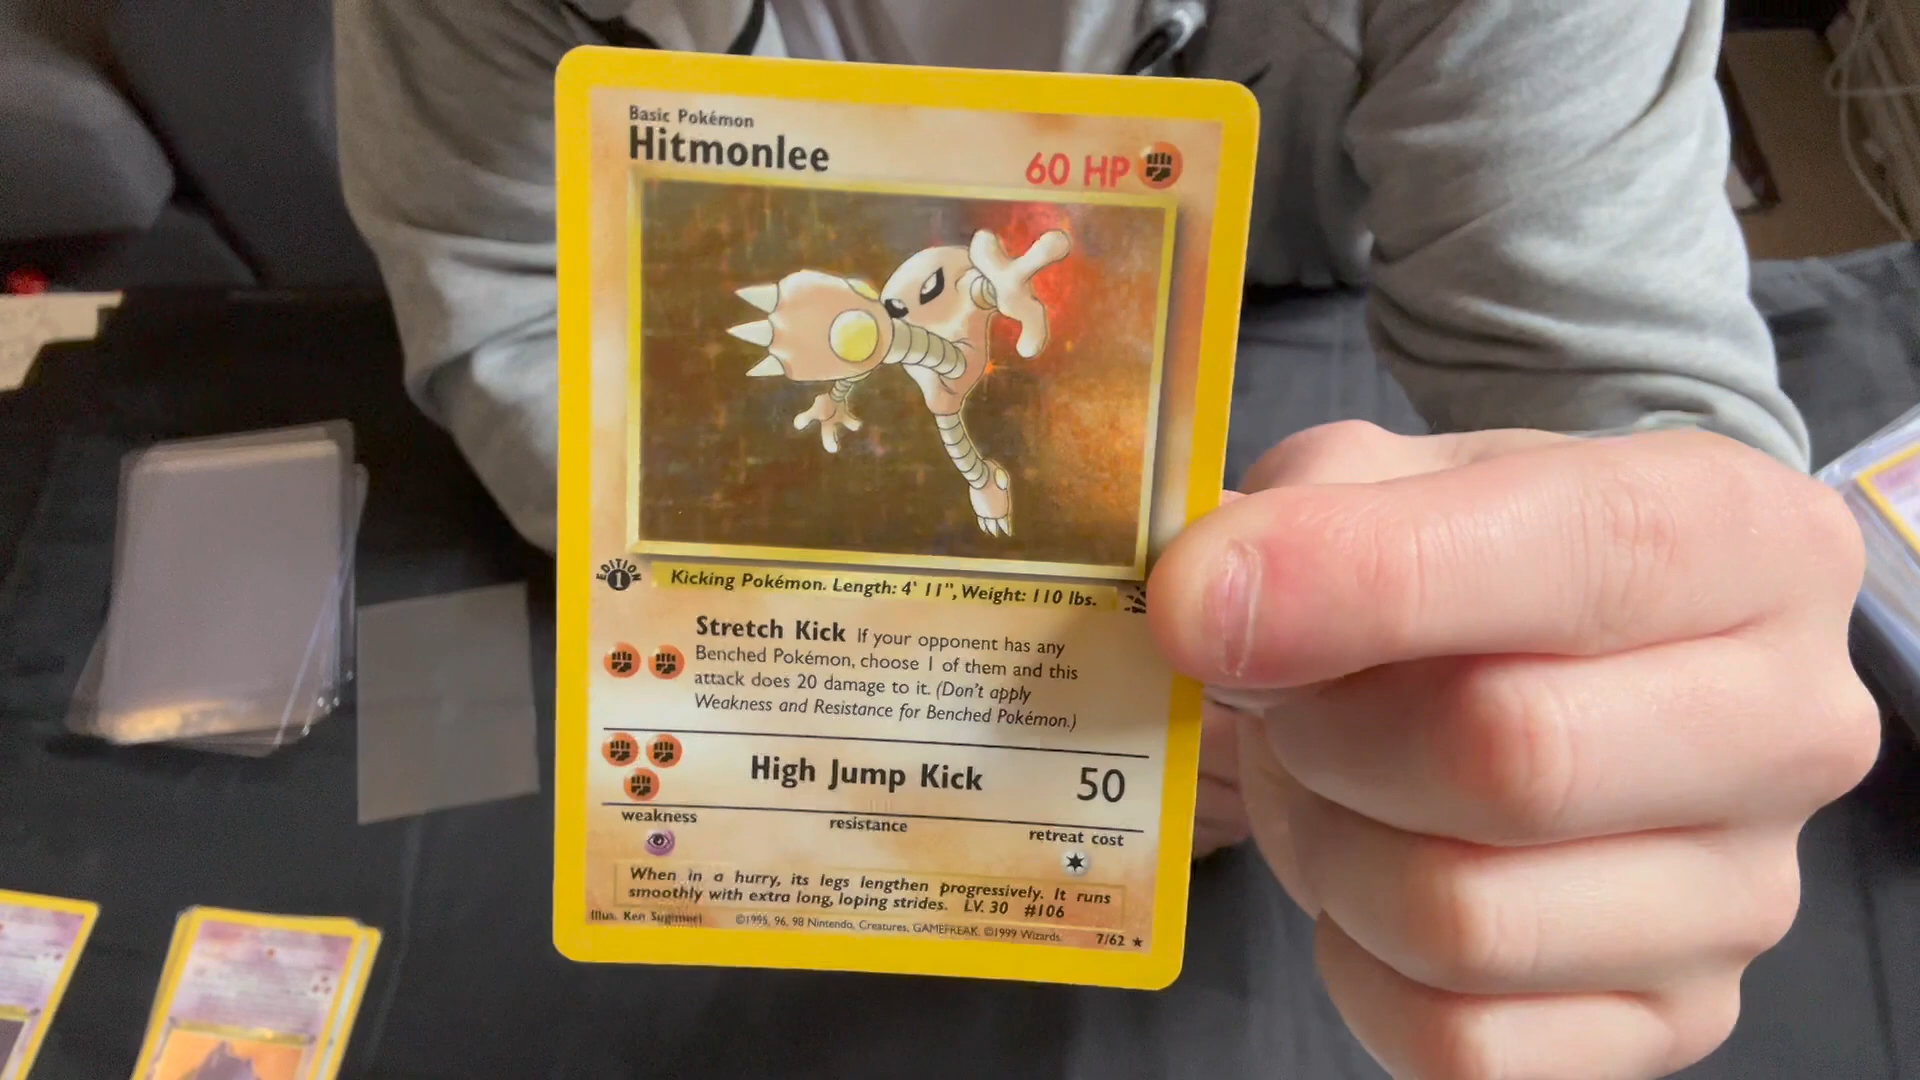 Basic Pokémon
Hitmonlee
60 HP
EDITION
1
Kicking Pokémon. Length: 4' 11", Weight: 110 lbs.
Stretch Kick If your opponent has any
Benched Pokémon, choose 1 of them and this
attack does 20 damage to it. (Don't apply
Weakness and Resistance for Benched Pokémon.)
High Jump Kick 50
weakness resistance retreat cost
When in a hurry, its legs lengthen progressively. It runs
smoothly with extra long, loping strides. LV. 30 #106
Illus. Ken Sugimori ©1995, 96, 98 Nintendo, Creatures, GAMEFREAK. ©1999 Wizards. 7/62 ★